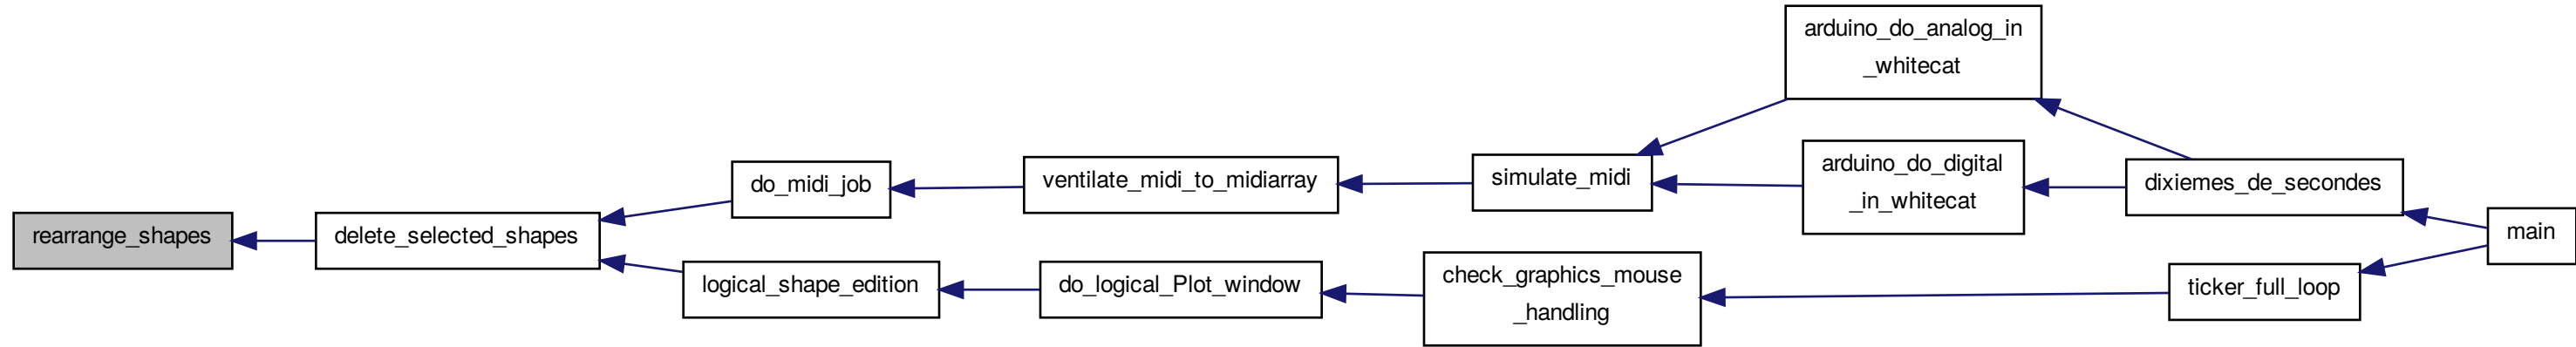 rearrange_shapes
delete_selected_shapes
do_midi_job
logical_shape_edition
ventilate_midi_to_midiarray
do_logical_Plot_window
simulate_midi
check_graphics_mouse
_handling
arduino_do_analog_in
_whitecat
arduino_do_digital
_in_whitecat
dixiemes_de_secondes
ticker_full_loop
main